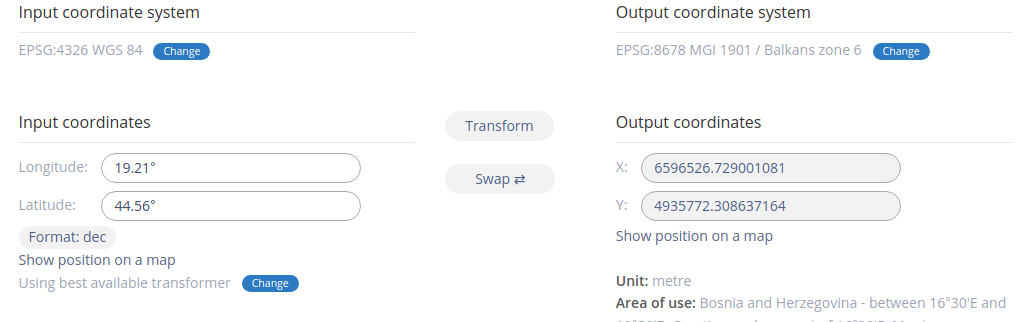 Input coordinate system
EPSG:4326 WGS 84 Change
Output coordinate system
EPSG:8678 MGI 1901 / Balkans zone 6 Change
Input coordinates
Longitude: 19.21°
Latitude: 44.56°
Format: dec
Show position on a map
Using best available transformer Change
Transform
Swap ⇄
Output coordinates
X: 6596526.729001081
Y: 4935772.308637164
Show position on a map
Unit: metre
Area of use: Bosnia and Herzegovina - between 16°30'E and